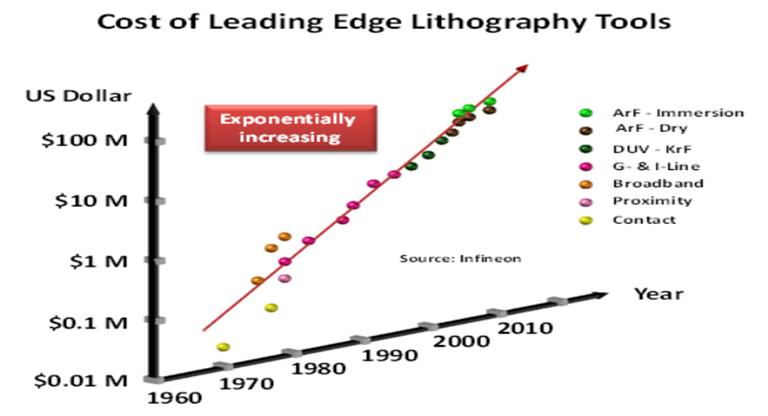 Cost of Leading Edge Lithography Tools
US Dollar
Exponentially
increasing
$100 M
$10 M
$1 M
$0.1 M
$0.01 M
ArF - Immersion
ArF - Dry
DUV - KrF
G- & I-Line
Broadband
Proximity
Contact
Source: Infineon
Year
1960
1970
1980
1990
2000
2010